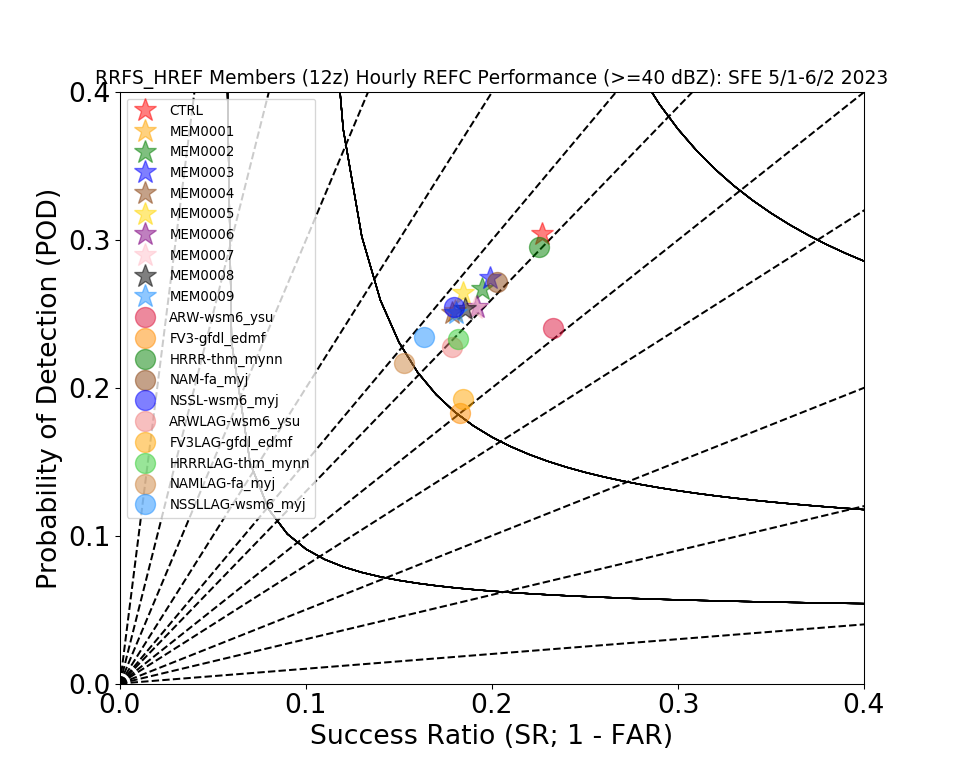 RRFS_HREF Members (12z) Hourly REFC Performance (>=40 dBZ): SFE 5/1-6/2 2023
0.4
CTRL
MEM0001
MEM0002
MEM0003
MEM0004
MEM0005
MEM0006
MEM0007
MEM0008
MEM0009
ARW-wsm6_ysu
FV3-gfdl_edmf
HRRR-thm_mynn
NAM-fa_myj
NSSL-wsm6_myj
ARWLAG-wsm6_ysu
FV3LAG-gfdl_edmf
HRRRLAG-thm_mynn
NAMLAG-fa_myj
NSSLLAG-wsm6_myj
0.3
0.2
0.1
0.0
Probability of Detection (POD)
0.0 0.1 0.2 0.3 0.4
Success Ratio (SR; 1 - FAR)